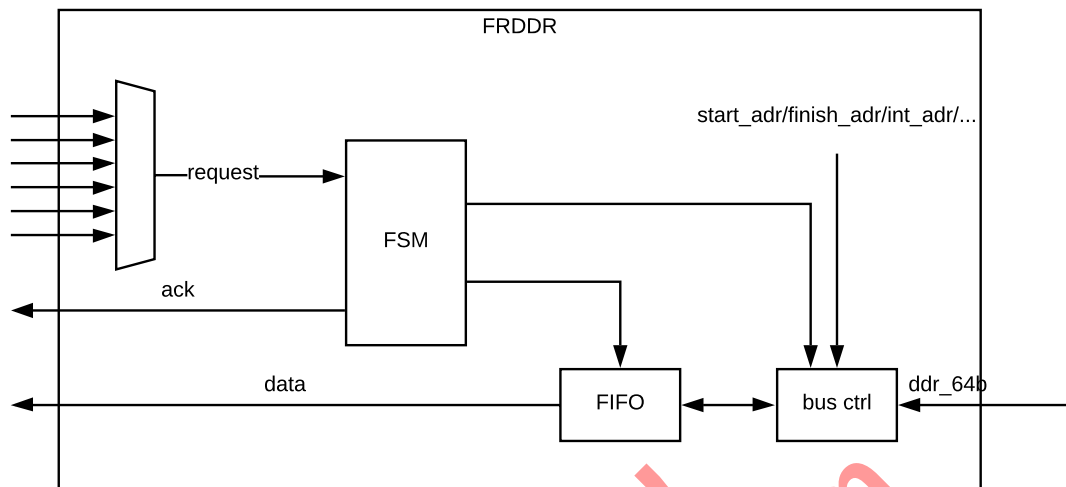 FRDDR
start_adr/finish_adr/int_adr/...
request
FSM
ack
data
FIFO
bus ctrl
ddr_64b